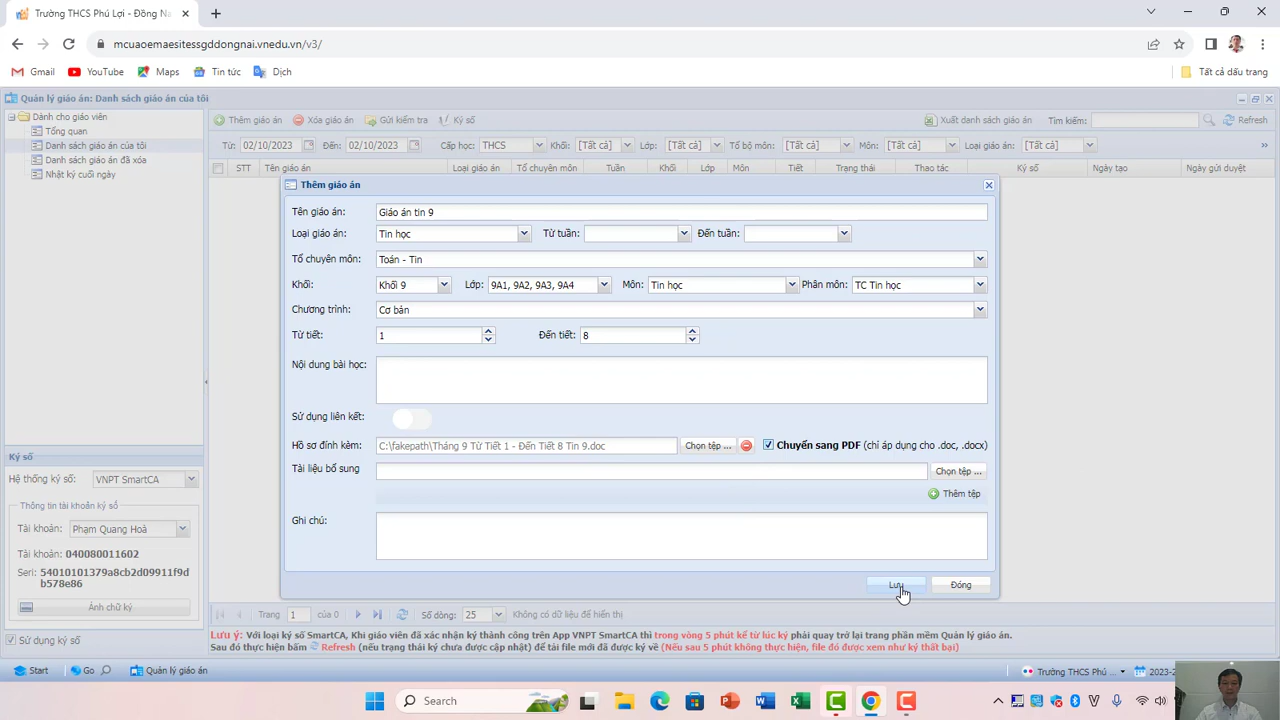 Trường THCS Phú Lợi - Đồng Na
mcuaoemaesitessgddongnai.vnedu.vn/v3/
Gmail YouTube Maps Tin tức Dịch Tất cả dấu trang
Quản lý giáo án: Danh sách giáo án của tôi
Dành cho giáo viên
Tổng quan
Danh sách giáo án của tôi
Danh sách giáo án đã xóa
Nhật ký cuối ngày
Thêm giáo án Xóa giáo án Gửi kiểm tra Ký số Xuất danh sách giáo án Tìm kiếm: Refresh
Từ: 02/10/2023 Đến: 02/10/2023 Cấp học: THCS Khối: [Tất cả] Lớp: [Tất cả] Tổ bộ môn: [Tất cả] Môn: [Tất cả] Loại giáo án: [Tất cả] »
STT Tên giáo án Loại giáo án Tổ chuyên môn Tuần Khối Lớp Môn Tiết Trạng thái Thao tác Ký số Ngày tạo Ngày gửi duyệt
Thêm giáo án
Tên giáo án: Giáo án tin 9
Loại giáo án: Tin học Từ tuần: Đến tuần:
Tổ chuyên môn: Toán - Tin
Khối: Khối 9 Lớp: 9A1, 9A2, 9A3, 9A4 Môn: Tin học Phân môn: TC Tin học
Chương trình: Cơ bản
Từ tiết: 1 Đến tiết: 8
Nội dung bài học:
Sử dụng liên kết:
Hồ sơ đính kèm: C:\fakepath\Tháng 9 Từ Tiết 1 - Đến Tiết 8 Tin 9.doc Chọn tệp ... Chuyển sang PDF (chỉ áp dụng cho .doc, .docx)
Tài liệu bổ sung Chọn tệp ...
Thêm tệp
Ghi chú:
Lưu Đóng
Ký số
Hệ thống ký số: VNPT SmartCA
Thông tin tài khoản ký số
Tài khoản: Phạm Quang Hoà
Tài khoản: 040080011602
Seri: 54010101379a8cb2d09911f9d
b578e86
Ảnh chữ ký
Sử dụng ký số
Trang 1 của 0 Số dòng: 25 Không có dữ liệu để hiển thị
Lưu ý: Với loại ký số SmartCA, Khi giáo viên đã xác nhận ký thành công trên App VNPT SmartCA thì trong vòng 5 phút kể từ lúc ký phải quay trở lại trang phần mềm Quản lý giáo án.
Sau đó thực hiện bấm Refresh (nếu trạng thái ký chưa được cập nhật) để tải file mới đã được ký về (Nếu sau 5 phút không thực hiện, file đó được xem như ký thất bại)
Start Go Quản lý giáo án Trường THCS Phú 2023-2
Search